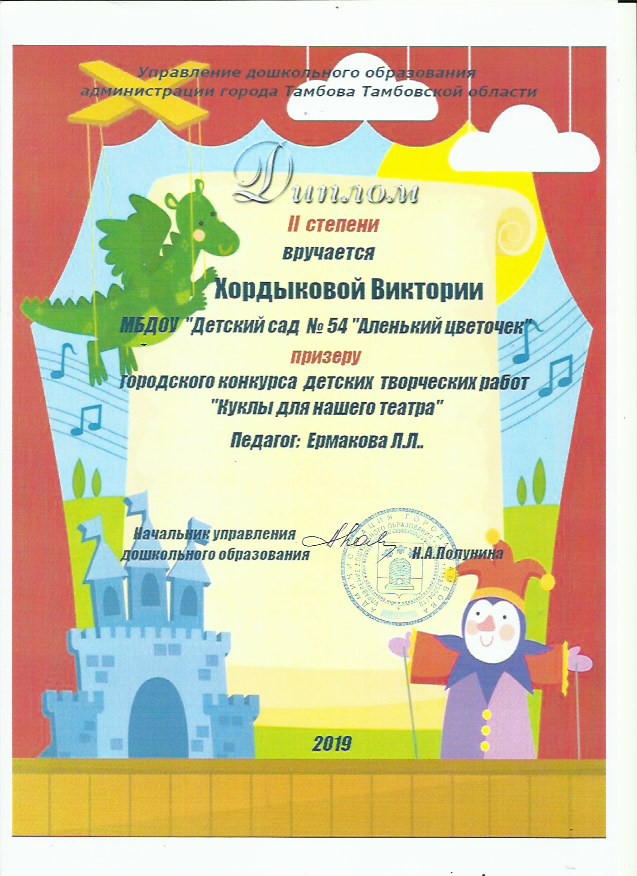 Управление дошкольного образования
администрации города Тамбова Тамбовской области
Диплом
II степени
вручается
Хордыковой Виктории
МБДОУ "Детский сад № 54 "Аленький цветочек"
призеру
городского конкурса детских творческих работ
"Куклы для нашего театра"
Педагог: Ермакова Л.Л..
Начальник управления
дошкольного образования Н.А.Полунина
2019